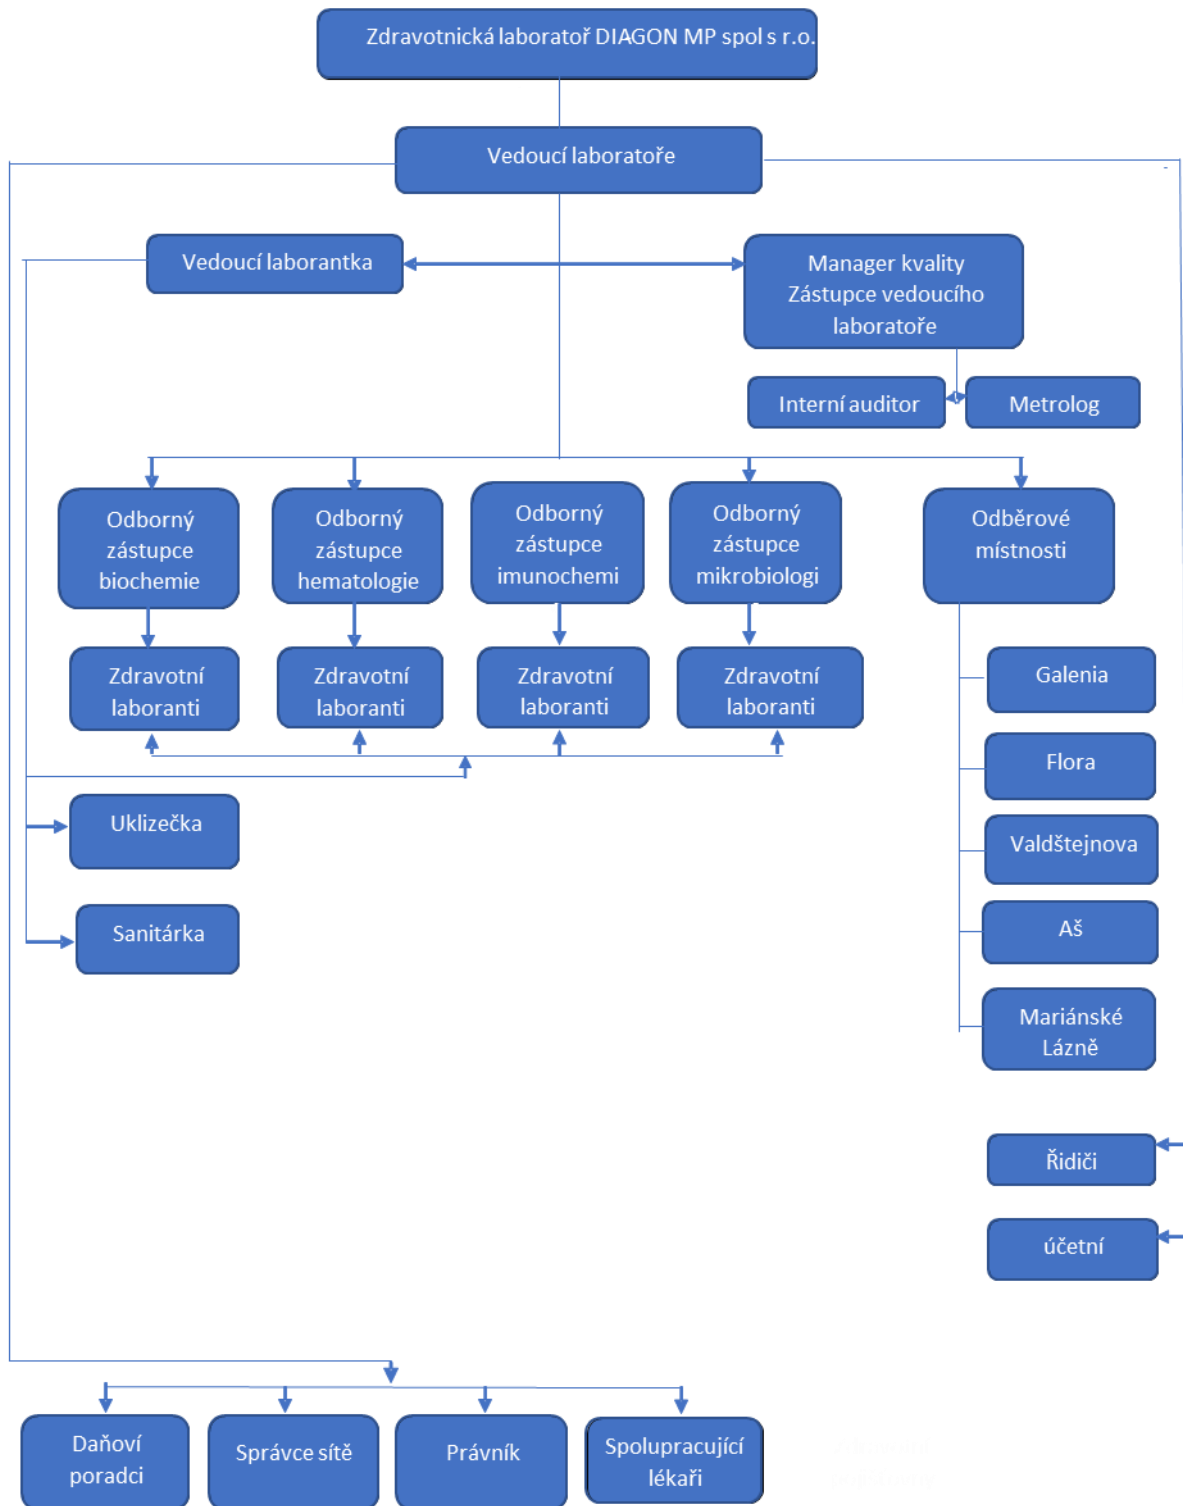 Zdravotnická laboratoř DIAGON MP spol s r.o.
Vedoucí laboratoře
Vedoucí laborantka
Manager kvality
Zástupce vedoucího
laboratoře
Interní auditor
Metrolog
Odborný
zástupce
biochemie
Odborný
zástupce
hematologie
Odborný
zástupce
imunochemi
Odborný
zástupce
mikrobiologi
Odběrové
místnosti
Zdravotní
laboranti
Zdravotní
laboranti
Zdravotní
laboranti
Zdravotní
laboranti
Galenia
Flora
Valdštejnova
Aš
Mariánské
Lázně
Uklizečka
Sanitárka
Řidiči
účetní
Daňoví
poradci
Správce sítě
Právník
Spolupracující
lékaři